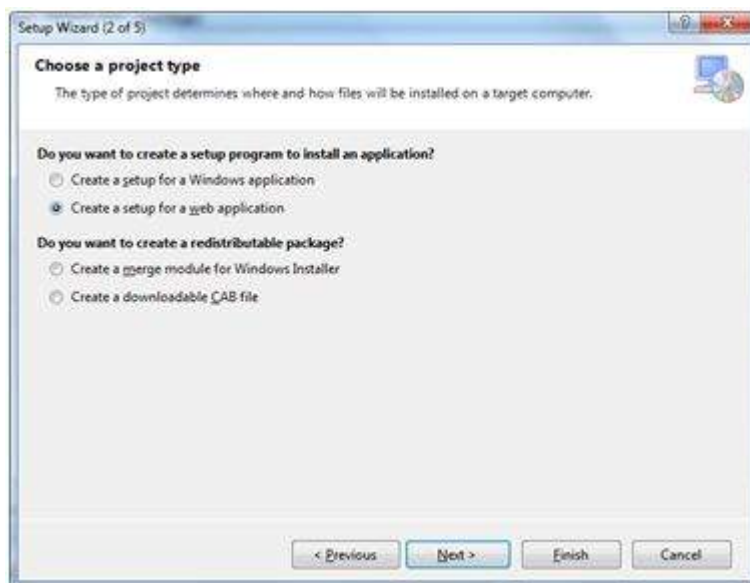 Setup Wizard (2 of 5)
Choose a project type
The type of project determines where and how files will be installed on a target computer.
Do you want to create a setup program to install an application?
Create a setup for a Windows application
Create a setup for a web application
Do you want to create a redistributable package?
Create a merge module for Windows Installer
Create a downloadable CAB file
< Previous Next > Finish Cancel